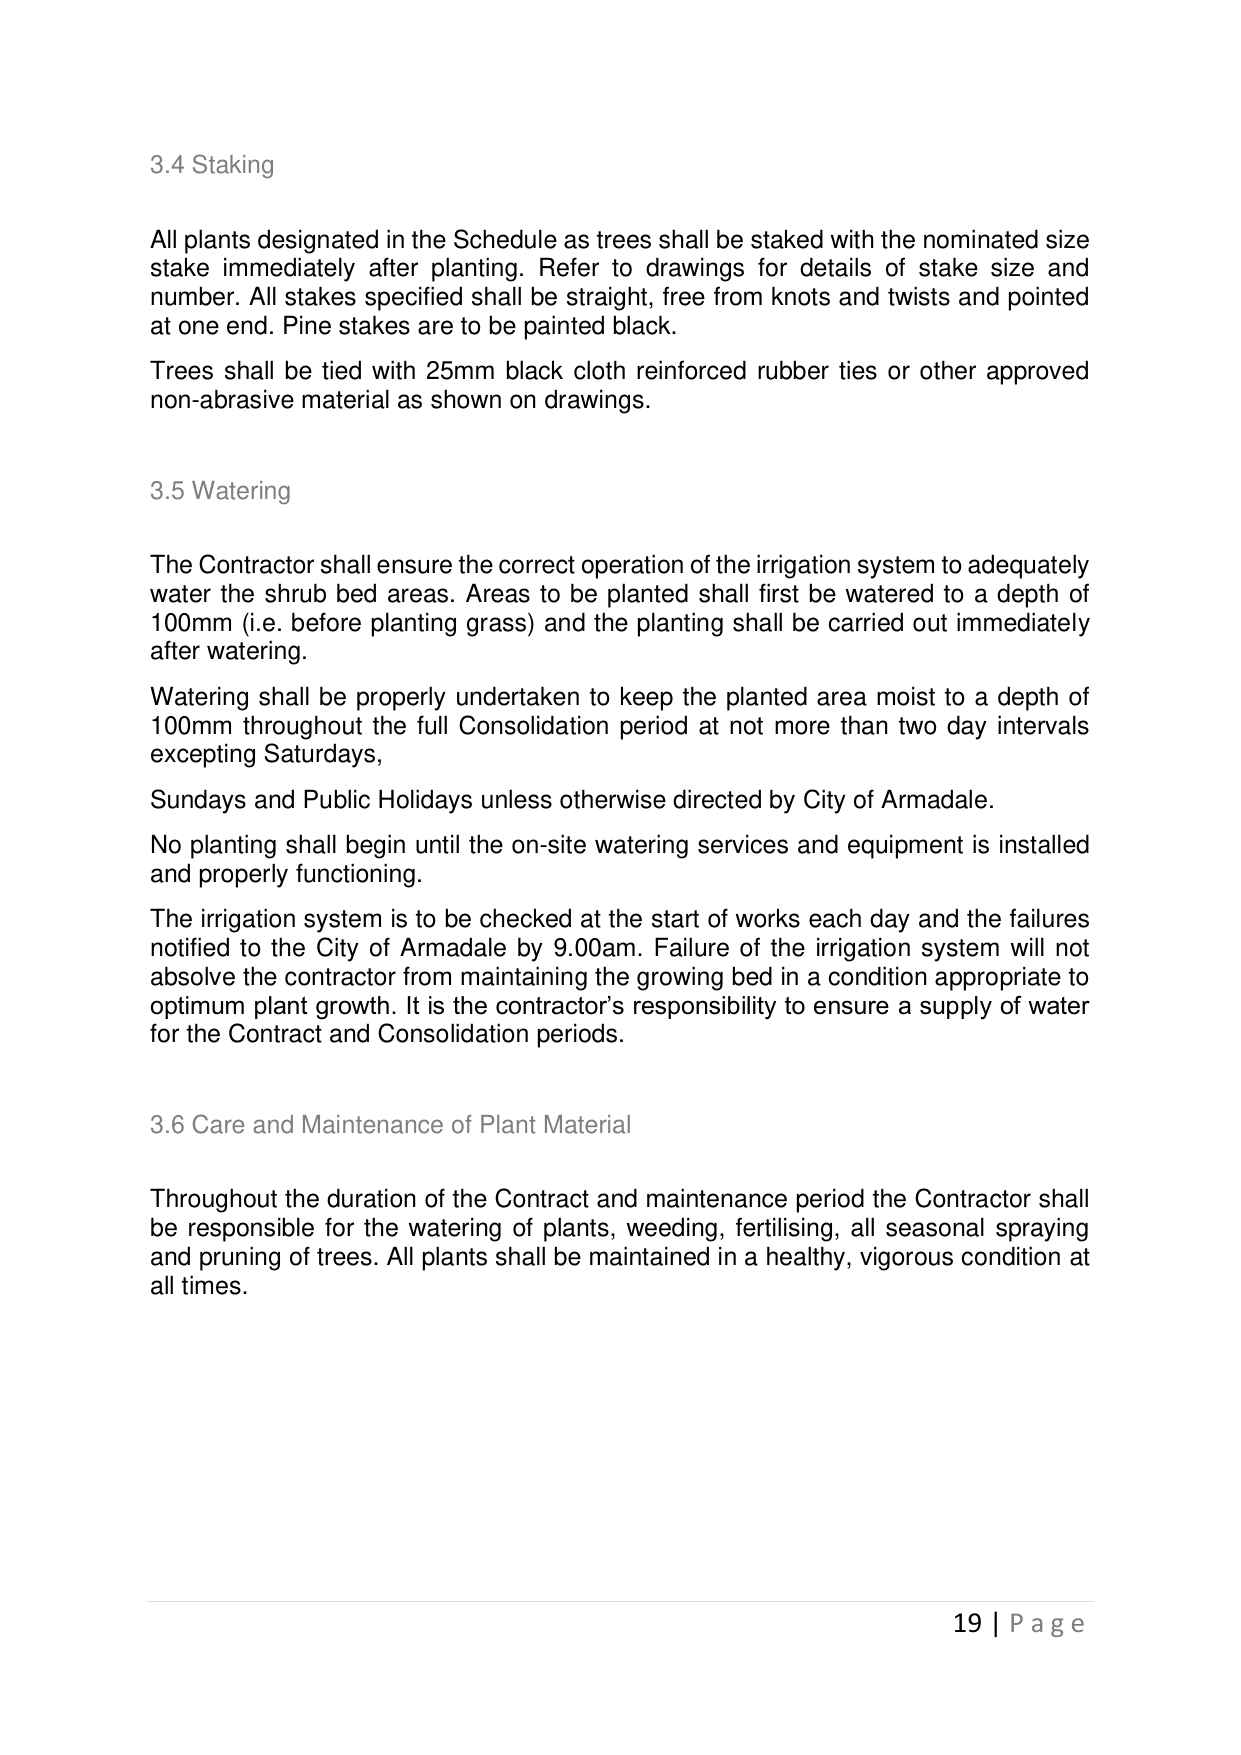 3.4 Staking
All plants designated in the Schedule as trees shall be staked with the nominated size
stake immediately after planting. Refer to drawings for details of stake size and
number. All stakes specified shall be straight, free from knots and twists and pointed
at one end. Pine stakes are to be painted black.
Trees shall be tied with 25mm black cloth reinforced rubber ties or other approved
non-abrasive material as shown on drawings.
3.5 Watering
The Contractor shall ensure the correct operation of the irrigation system to adequately
water the shrub bed areas. Areas to be planted shall first be watered to a depth of
100mm (i.e. before planting grass) and the planting shall be carried out immediately
after watering.
Watering shall be properly undertaken to keep the planted area moist to a depth of
100mm throughout the full Consolidation period at not more than two day intervals
excepting Saturdays,
Sundays and Public Holidays unless otherwise directed by City of Armadale.
No planting shall begin until the on-site watering services and equipment is installed
and properly functioning.
The irrigation system is to be checked at the start of works each day and the failures
notified to the City of Armadale by 9.00am. Failure of the irrigation system will not
absolve the contractor from maintaining the growing bed in a condition appropriate to
optimum plant growth. It is the contractor’s responsibility to ensure a supply of water
for the Contract and Consolidation periods.
3.6 Care and Maintenance of Plant Material
Throughout the duration of the Contract and maintenance period the Contractor shall
be responsible for the watering of plants, weeding, fertilising, all seasonal spraying
and pruning of trees. All plants shall be maintained in a healthy, vigorous condition at
all times.
19 | Page